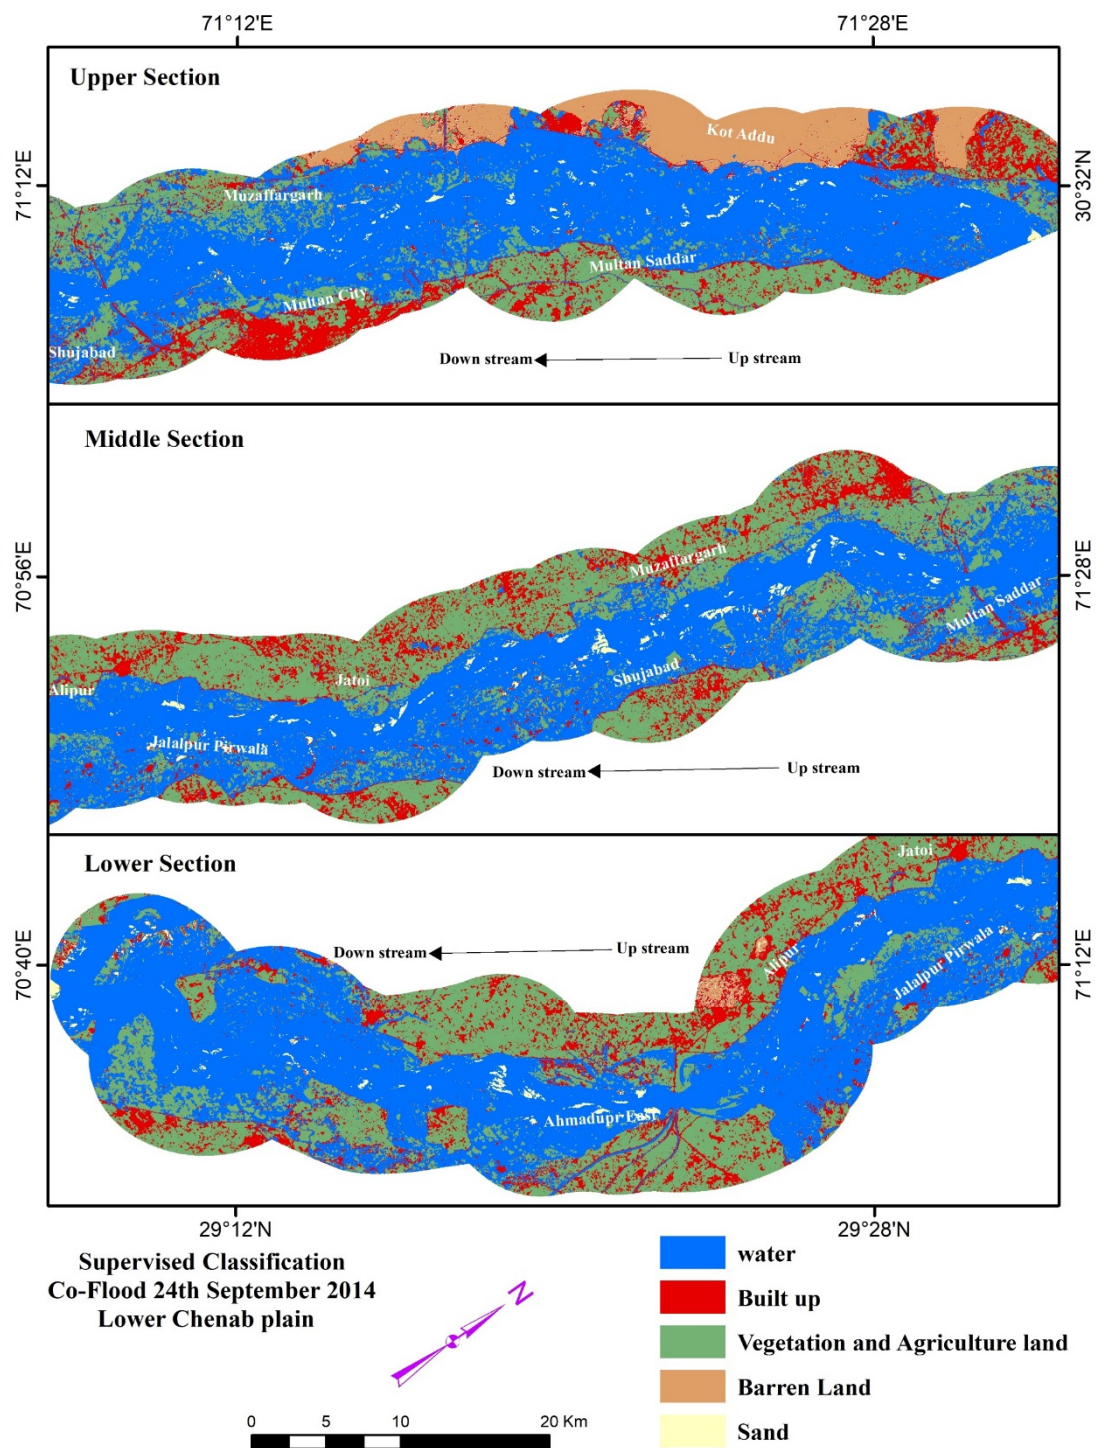 71°12'E
71°28'E
Upper Section
Kot Addu
71°12'E
30°32'N
Muzaffargarh
Multan Saddar
Multan City
Shujabad
Down stream
Up stream
Middle Section
Muzaffargarh
70°56'E
71°28'E
Multan Saddar
Shujabad
Jatoi
Alipur
Jalalpur Pirwala
Down stream
Up stream
Lower Section
Jatoi
Down stream
Up stream
Alipur
Jalalpur Pirwala
70°40'E
71°12'E
Ahmadupr East
29°12'N
29°28'N
Supervised Classification
Co-Flood 24th September 2014
Lower Chenab plain
N
water
Built up
Vegetation and Agriculture land
Barren Land
Sand
0 5 10 20 Km